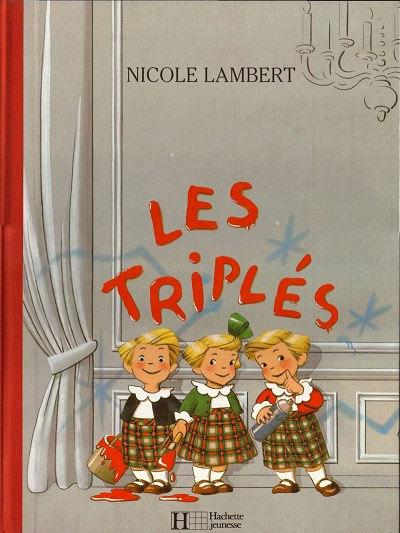 NICOLE LAMBERT
LES
TRIPLÉS
H Hachette
jeunesse